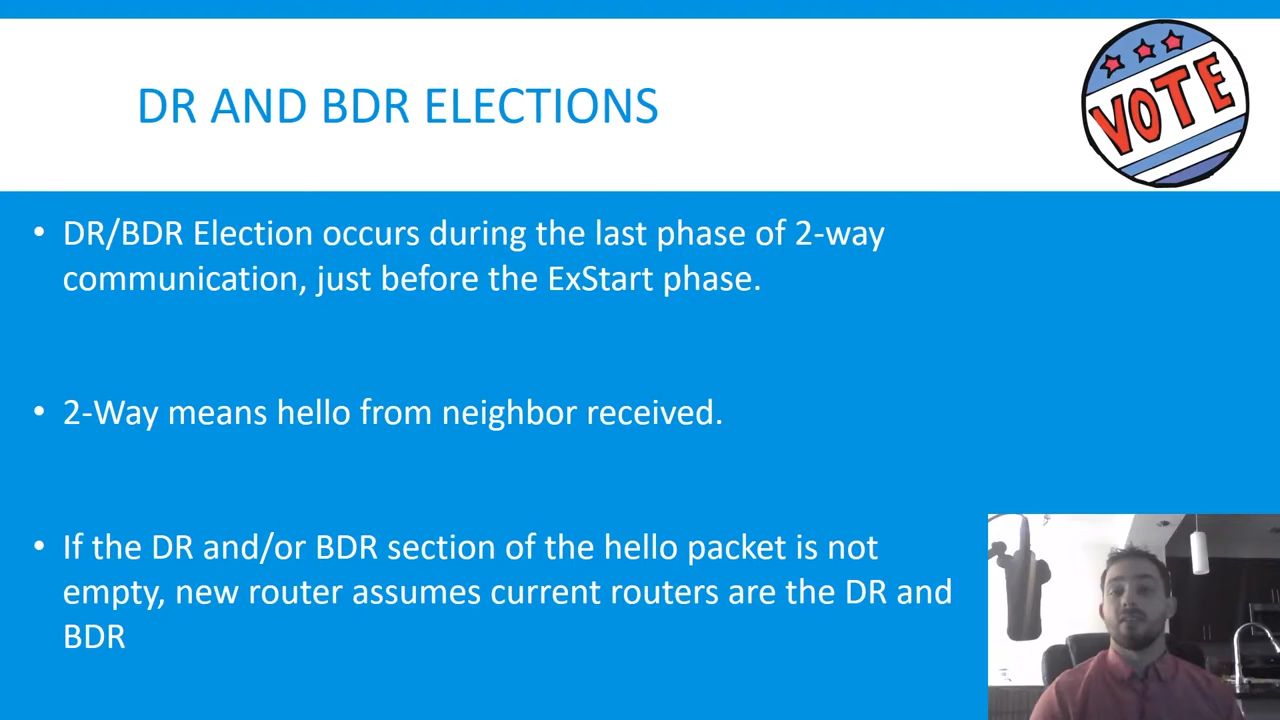 DR AND BDR ELECTIONS
VOTE
• DR/BDR Election occurs during the last phase of 2-way
communication, just before the ExStart phase.
• 2-Way means hello from neighbor received.
• If the DR and/or BDR section of the hello packet is not
empty, new router assumes current routers are the DR and
BDR